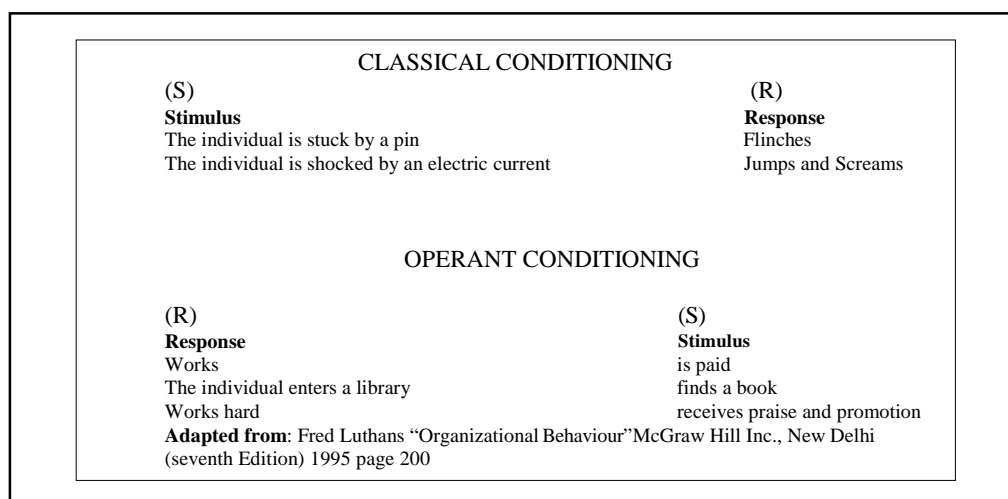 CLASSICAL CONDITIONING
(S) (R)
Stimulus Response
The individual is stuck by a pin Flinches
The individual is shocked by an electric current Jumps and Screams
OPERANT CONDITIONING
(R) (S)
Response Stimulus
Works is paid
The individual enters a library finds a book
Works hard receives praise and promotion
Adapted from: Fred Luthans “Organizational Behaviour”McGraw Hill Inc., New Delhi
(seventh Edition) 1995 page 200